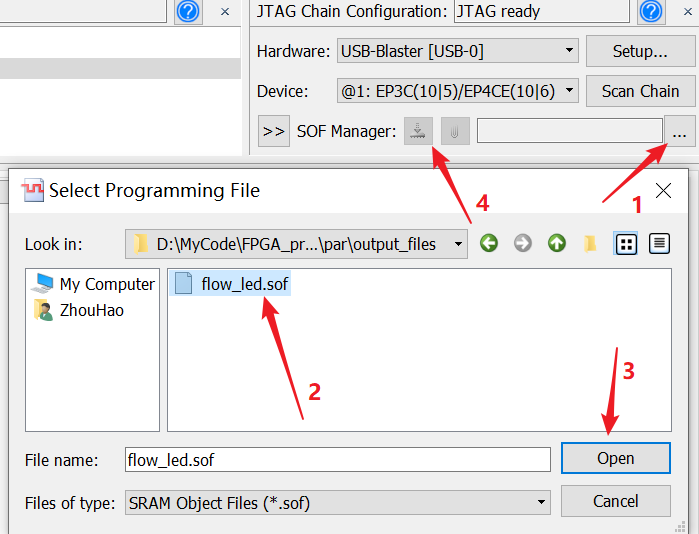 JTAG Chain Configuration: JTAG ready
Hardware: USB-Blaster [USB-0] Setup...
Device: @1: EP3C(10|5)/EP4CE(10|6) Scan Chain
>> SOF Manager: ...
1
4
Select Programming File
Look in: D:\MyCode\FPGA_pr...\par\output_files
My Computer
ZhouHao
flow_led.sof
2
3
File name: flow_led.sof Open
Files of type: SRAM Object Files (*.sof) Cancel